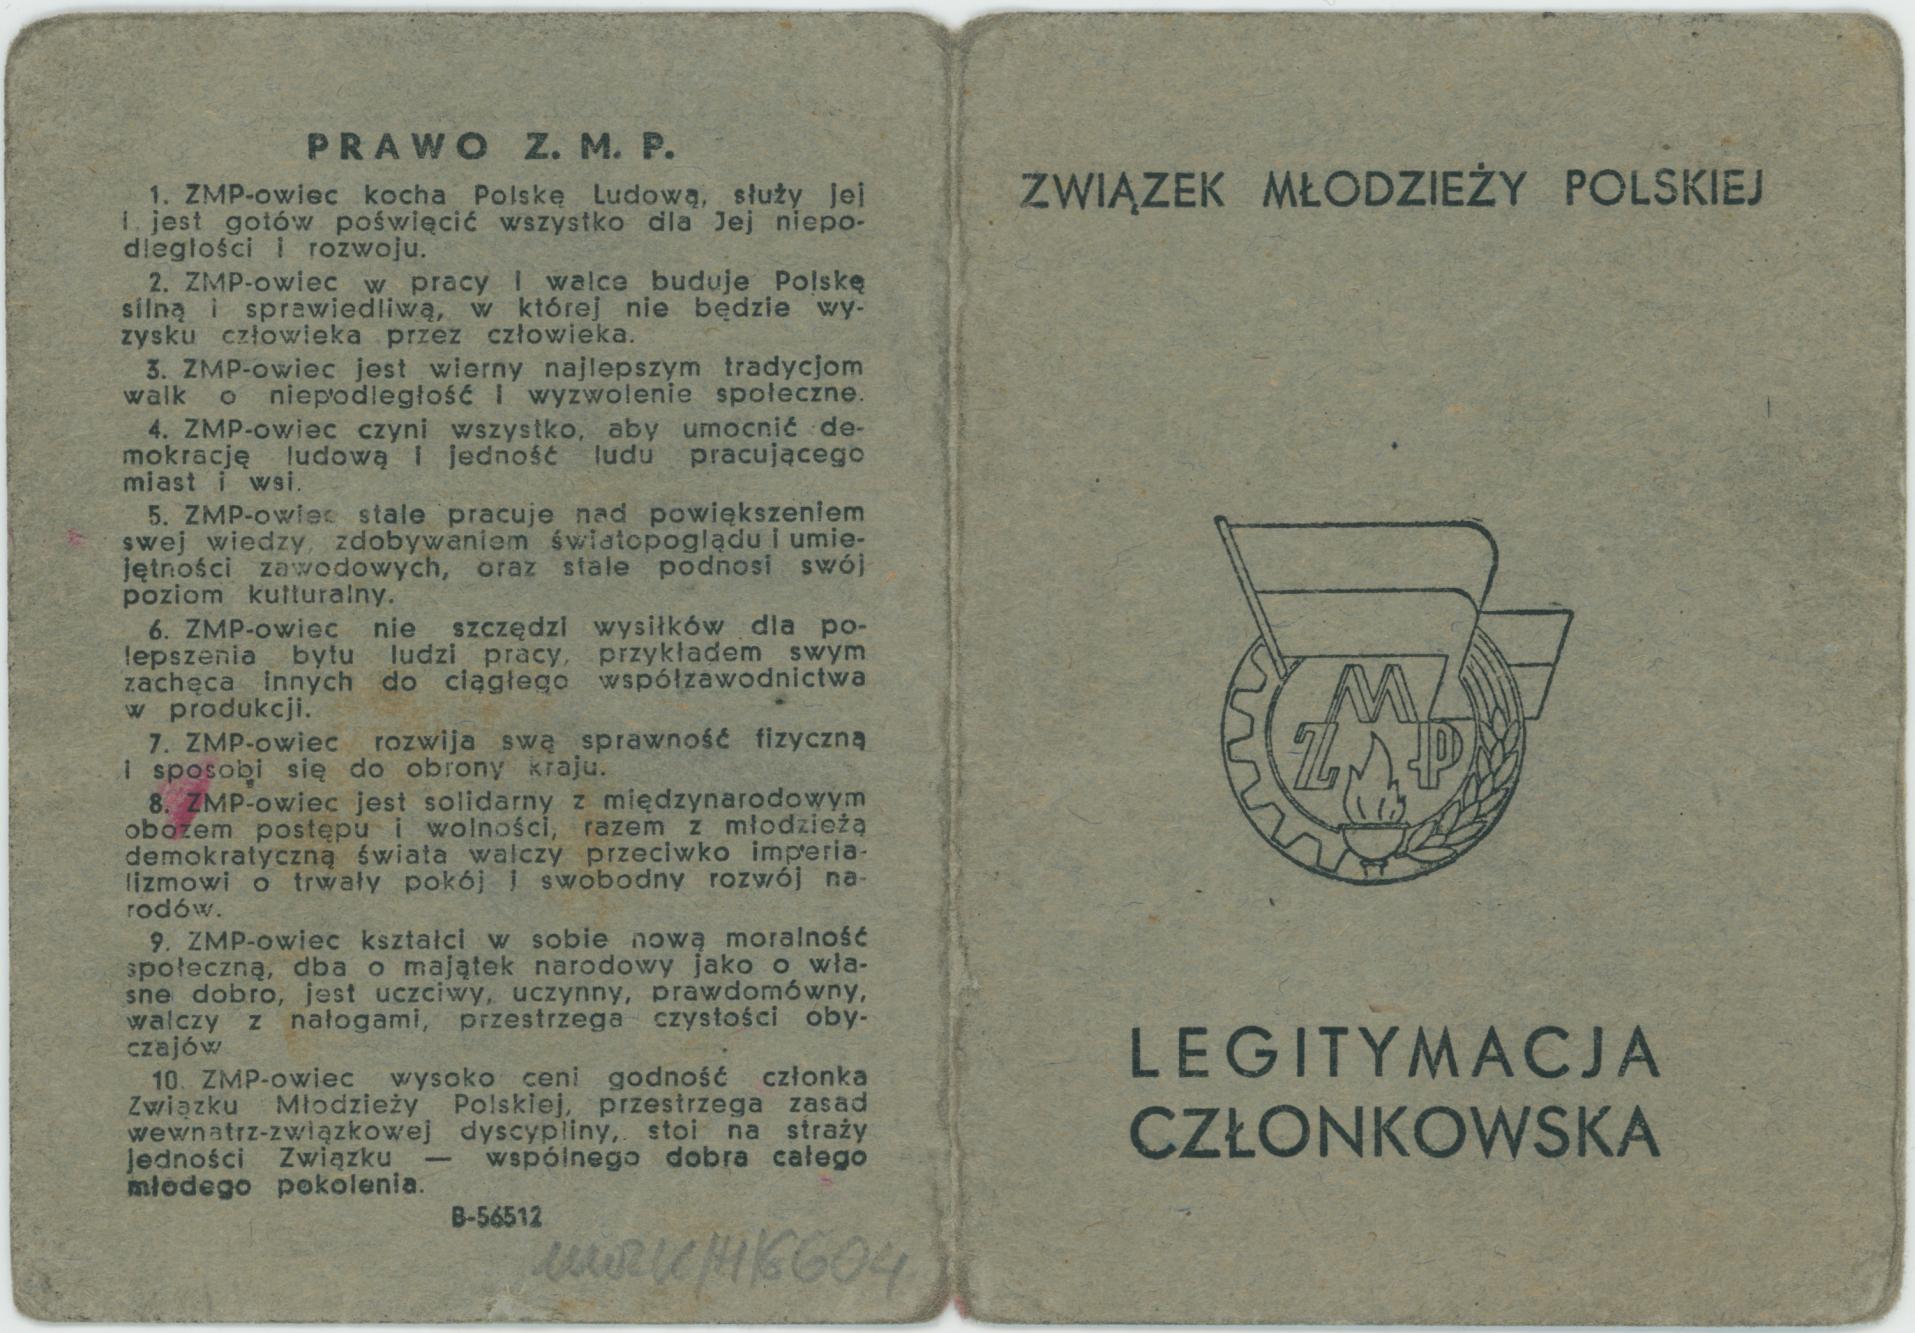 PRAWO Z. M. P.
1. ZMP-owiec kocha Polskę Ludową, służy jej
i jest gotów poświęcić wszystko dla Jej niepo-
dległości i rozwoju.
2. ZMP-owiec w pracy i walce buduje Polskę
silną i sprawiedliwą, w której nie będzie wy-
zysku człowieka przez człowieka.
3. ZMP-owiec jest wierny najlepszym tradycjom
walk o niepodległość i wyzwolenie społeczne.
4. ZMP-owiec czyni wszystko, aby umocnić de-
mokrację ludową i jedność ludu pracującego
miast i wsi.
5. ZMP-owiec stale pracuje nad powiększeniem
swej wiedzy, zdobywaniem światopoglądu i umie-
jętności zawodowych, oraz stale podnosi swój
poziom kulturalny.
6. ZMP-owiec nie szczędzi wysiłków dla po-
lepszenia bytu ludzi pracy, przykładem swym
zachęca innych do ciągłego współzawodnictwa
w produkcji.
7. ZMP-owiec rozwija swą sprawność fizyczną
i sposobi się do obrony kraju.
8. ZMP-owiec jest solidarny z międzynarodowym
obozem postępu i wolności, razem z młodzieżą
demokratyczną świata walczy przeciwko imperia-
lizmowi o trwały pokój i swobodny rozwój na-
rodów.
9. ZMP-owiec kształci w sobie nową moralność
społeczną, dba o majątek narodowy jako o wła-
sne dobro, jest uczciwy, uczynny, prawdomówny,
walczy z nałogami, przestrzega czystości oby-
czajów
10. ZMP-owiec wysoko ceni godność członka
Związku Młodzieży Polskiej, przestrzega zasad
wewnątrz-związkowej dyscypliny, stoi na straży
jedności Związku — wspólnego dobra całego
młodego pokolenia.
B-56512
ZWIĄZEK MŁODZIEŻY POLSKIEJ
ZMP
LEGITYMACJA
CZŁONKOWSKA